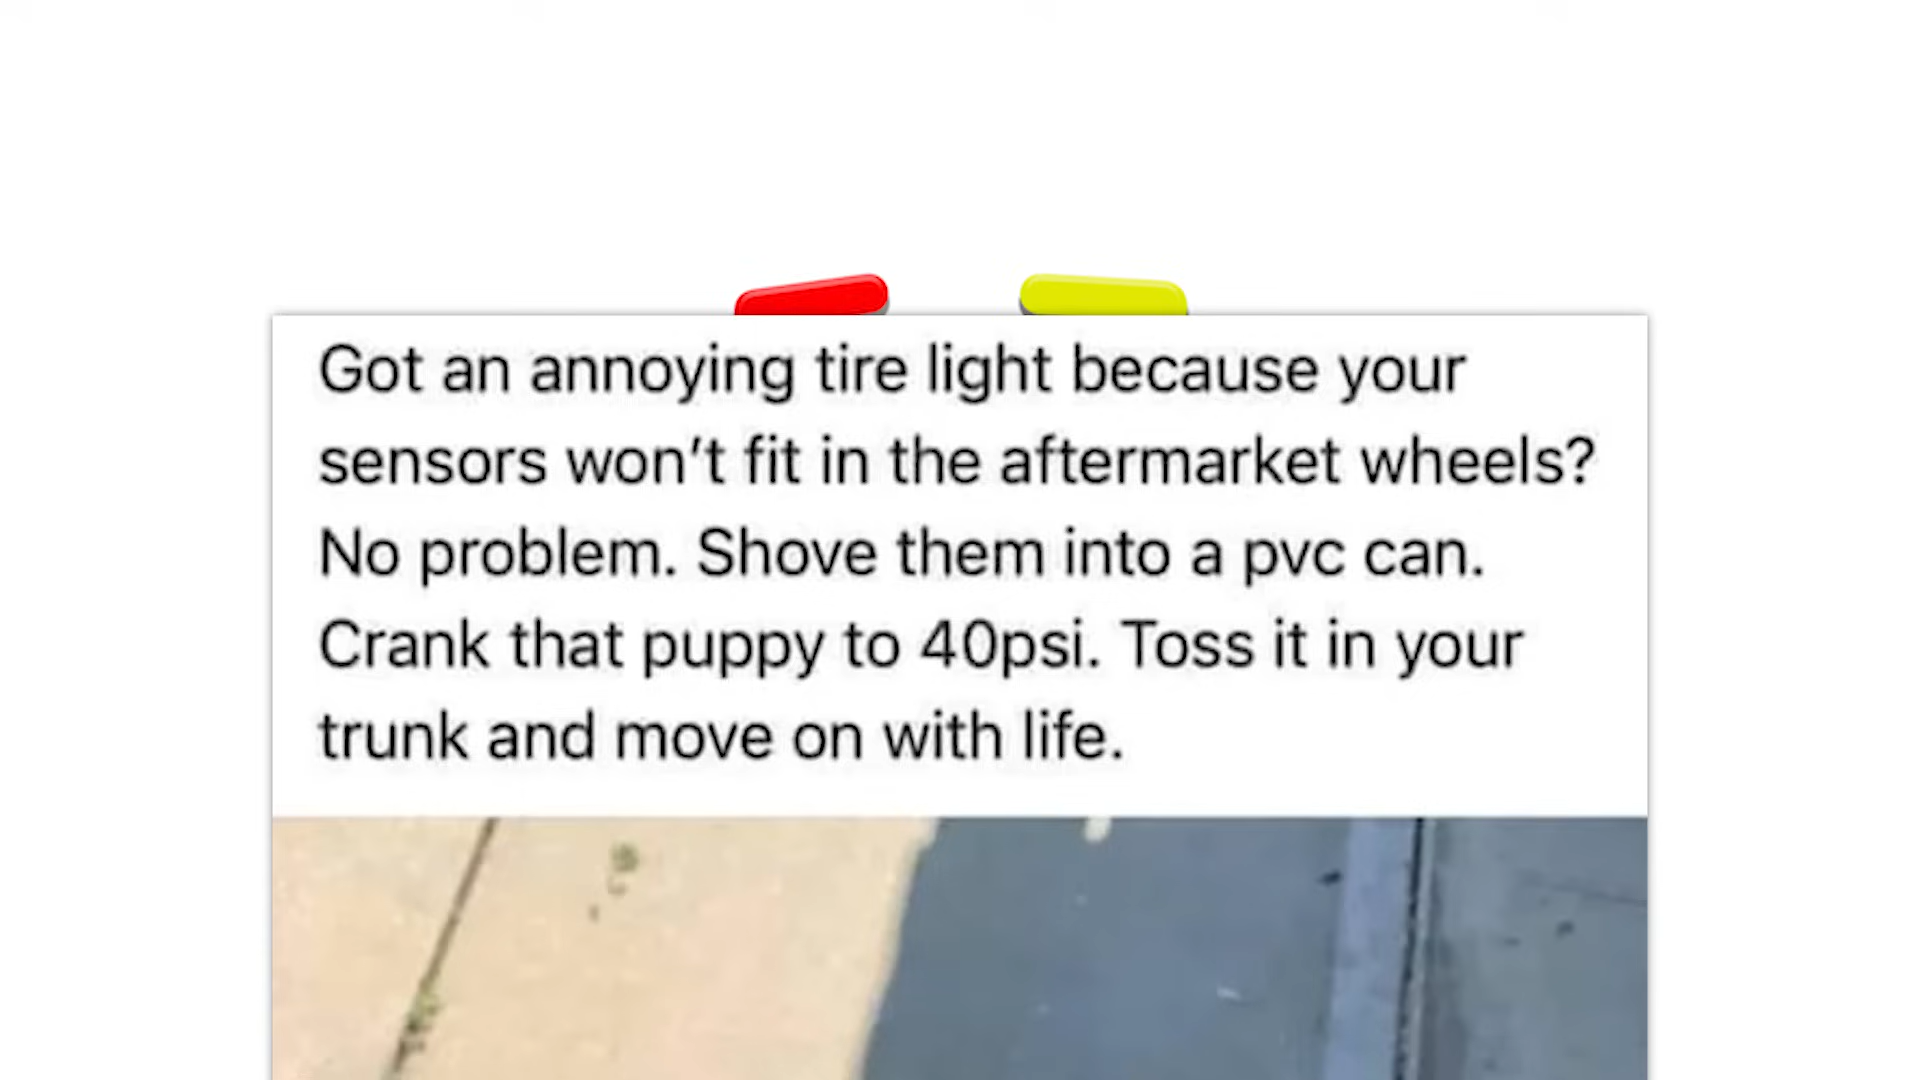 Got an annoying tire light because your
sensors won’t fit in the aftermarket wheels?
No problem. Shove them into a pvc can.
Crank that puppy to 40psi. Toss it in your
trunk and move on with life.